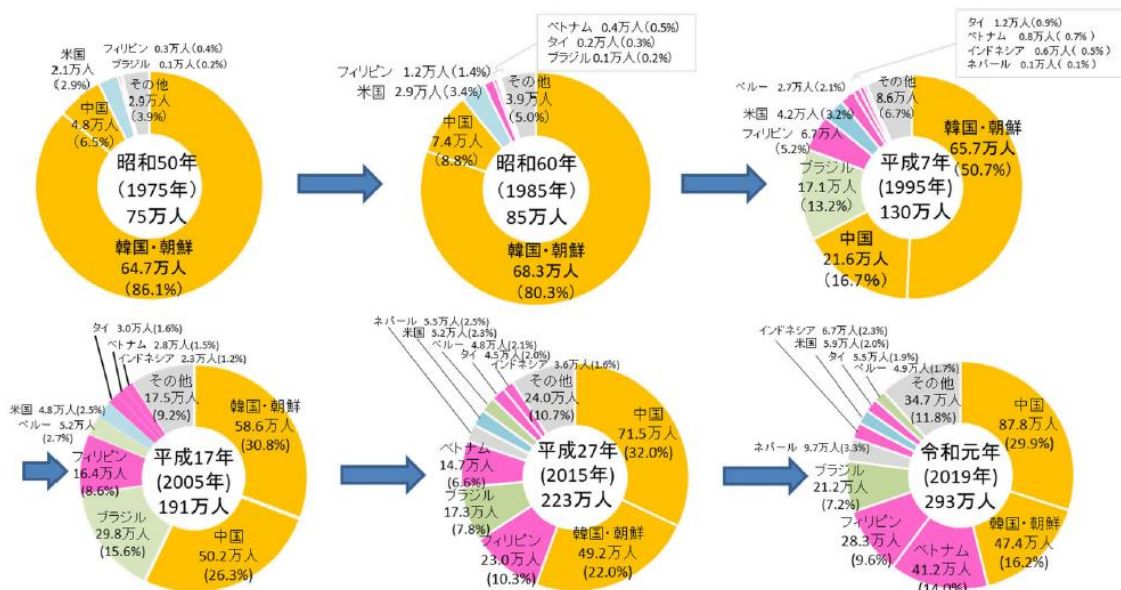 米国
2.1万人
(2.9%)
フィリピン 0.3万人(0.4%)
ブラジル 0.1万人(0.2%)
その他
2.9万人
(3.9%)
中国
4.8万人
(6.5%)
昭和50年
(1975年)
75万人
韓国・朝鮮
64.7万人
(86.1%)
ベトナム 0.4万人(0.5%)
タイ 0.2万人(0.3%)
ブラジル 0.1万人(0.2%)
フィリピン 1.2万人(1.4%)
米国 2.9万人(3.4%)
その他
3.9万人
(5.0%)
中国
7.4万人
(8.8%)
昭和60年
(1985年)
85万人
韓国・朝鮮
68.3万人
(80.3%)
タイ 1.2万人(0.9%)
ベトナム 0.8万人(0.7%)
インドネシア 0.6万人(0.5%)
ネパール 0.1万人(0.1%)
ペルー 2.7万人(2.1%)
米国 4.2万人(3.2%)
フィリピン 6.7万人
(5.2%)
その他
8.6万人
(6.7%)
ブラジル
17.1万人
(13.2%)
韓国・朝鮮
65.7万人
(50.7%)
平成7年
(1995年)
130万人
中国
21.6万人
(16.7%)
タイ 3.0万人(1.6%)
ベトナム 2.8万人(1.5%)
インドネシア 2.3万人(1.2%)
その他
17.5万人
(9.2%)
米国 4.8万人(2.5%)
ペルー 5.2万人
(2.7%)
フィリピン
16.4万人
(8.6%)
ブラジル
29.8万人
(15.6%)
韓国・朝鮮
58.6万人
(30.8%)
平成17年
(2005年)
191万人
中国
50.2万人
(26.3%)
ネパール 5.5万人(2.5%)
米国 5.2万人(2.3%)
ペルー 4.8万人(2.1%)
タイ 4.5万人(2.0%)
インドネシア 3.6万人(1.6%)
その他
24.0万人
(10.7%)
中国
71.5万人
(32.0%)
ベトナム
14.7万人
(6.6%)
ブラジル
17.3万人
(7.8%)
フィリピン
23.0万人
(10.3%)
平成27年
(2015年)
223万人
韓国・朝鮮
49.2万人
(22.0%)
インドネシア 6.7万人(2.3%)
米国 5.9万人(2.0%)
タイ 5.5万人(1.9%)
ペルー 4.9万人(1.7%)
その他
34.7万人
(11.8%)
ネパール 9.7万人(3.3%)
ブラジル
21.2万人
(7.2%)
フィリピン
28.3万人
(9.6%)
ベトナム
41.2万人
(14.0%)
中国
87.8万人
(29.9%)
令和元年
(2019年)
293万人
韓国・朝鮮
47.4万人
(16.2%)